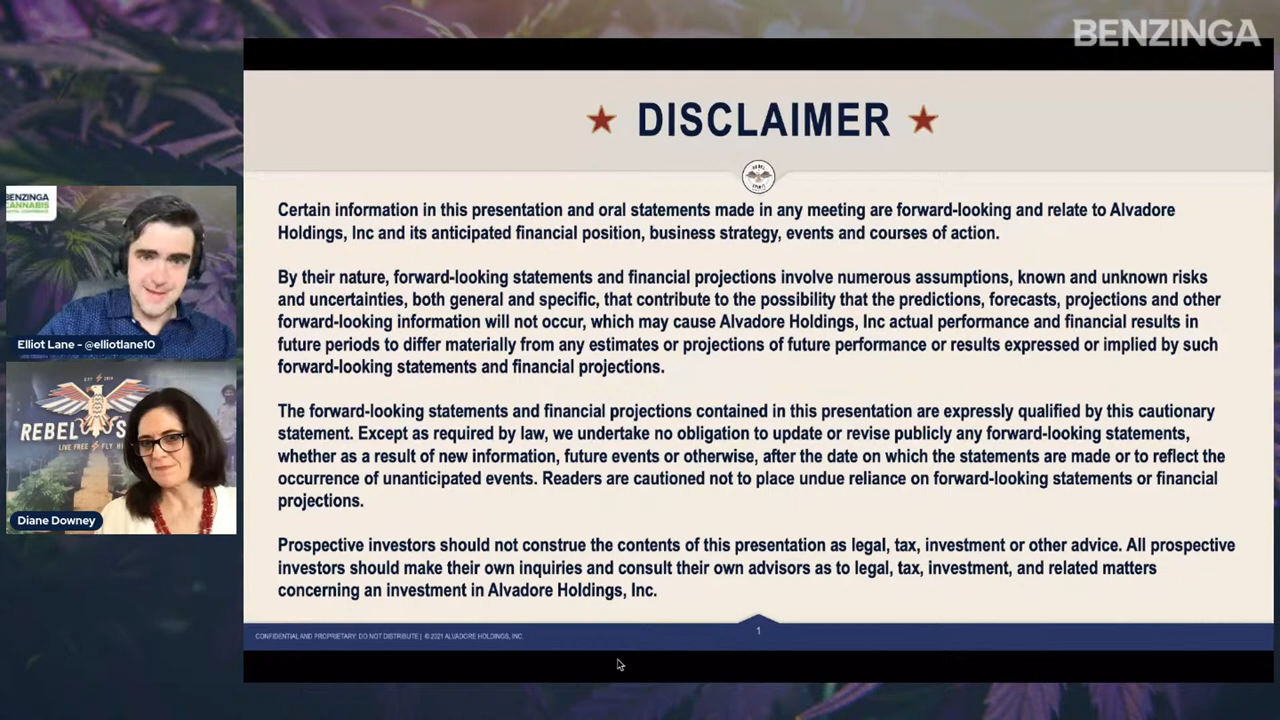 BENZINGA
BENZINGA
CANNABIS
CAPITAL CONFERENCE
Elliot Lane - @elliotlane10
REBEL S
LIVE FREE FLY HI
Diane Downey
DISCLAIMER
REBEL
SPIRIT
Certain information in this presentation and oral statements made in any meeting are forward-looking and relate to Alvadore
Holdings, Inc and its anticipated financial position, business strategy, events and courses of action.
By their nature, forward-looking statements and financial projections involve numerous assumptions, known and unknown risks
and uncertainties, both general and specific, that contribute to the possibility that the predictions, forecasts, projections and other
forward-looking information will not occur, which may cause Alvadore Holdings, Inc actual performance and financial results in
future periods to differ materially from any estimates or projections of future performance or results expressed or implied by such
forward-looking statements and financial projections.
The forward-looking statements and financial projections contained in this presentation are expressly qualified by this cautionary
statement. Except as required by law, we undertake no obligation to update or revise publicly any forward-looking statements,
whether as a result of new information, future events or otherwise, after the date on which the statements are made or to reflect the
occurrence of unanticipated events. Readers are cautioned not to place undue reliance on forward-looking statements or financial
projections.
Prospective investors should not construe the contents of this presentation as legal, tax, investment or other advice. All prospective
investors should make their own inquiries and consult their own advisors as to legal, tax, investment, and related matters
concerning an investment in Alvadore Holdings, Inc.
CONFIDENTIAL AND PROPRIETARY: DO NOT DISTRIBUTE | © 2021 ALVADORE HOLDINGS, INC.
1